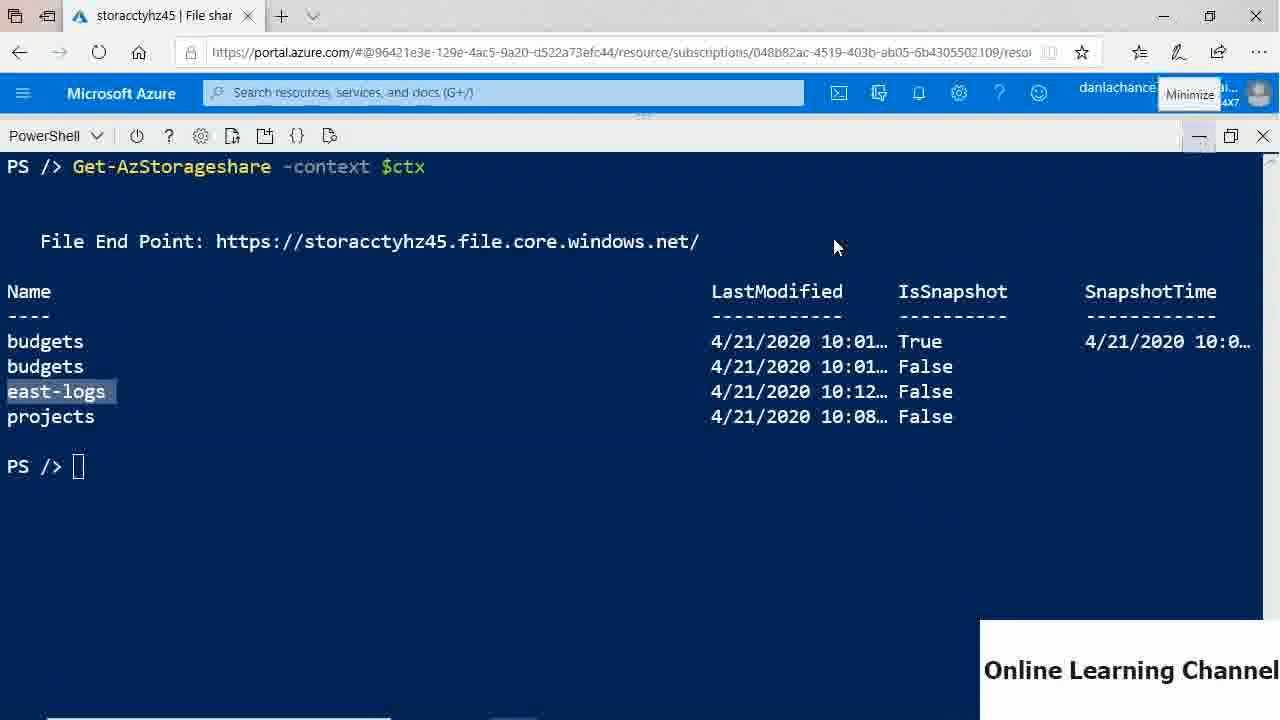 storacctyhz45 | File shar
https://portal.azure.com/#@96421e3e-129e-4ac5-9a20-d522a73efc44/resource/subscriptions/048b82ac-4519-403b-ab05-6b4305502109/resou
Microsoft Azure
Search resources, services, and docs (G+/)
danlachance
Minimize
ai...
4X7
PowerShell
PS /> Get-AzStorageshare -context $ctx
File End Point: https://storacctyhz45.file.core.windows.net/
Name LastModified IsSnapshot SnapshotTime
---- ------------ ---------- ------------
budgets 4/21/2020 10:01… True 4/21/2020 10:0…
budgets 4/21/2020 10:01… False
east-logs 4/21/2020 10:12… False
projects 4/21/2020 10:08… False
PS />
Online Learning Channel